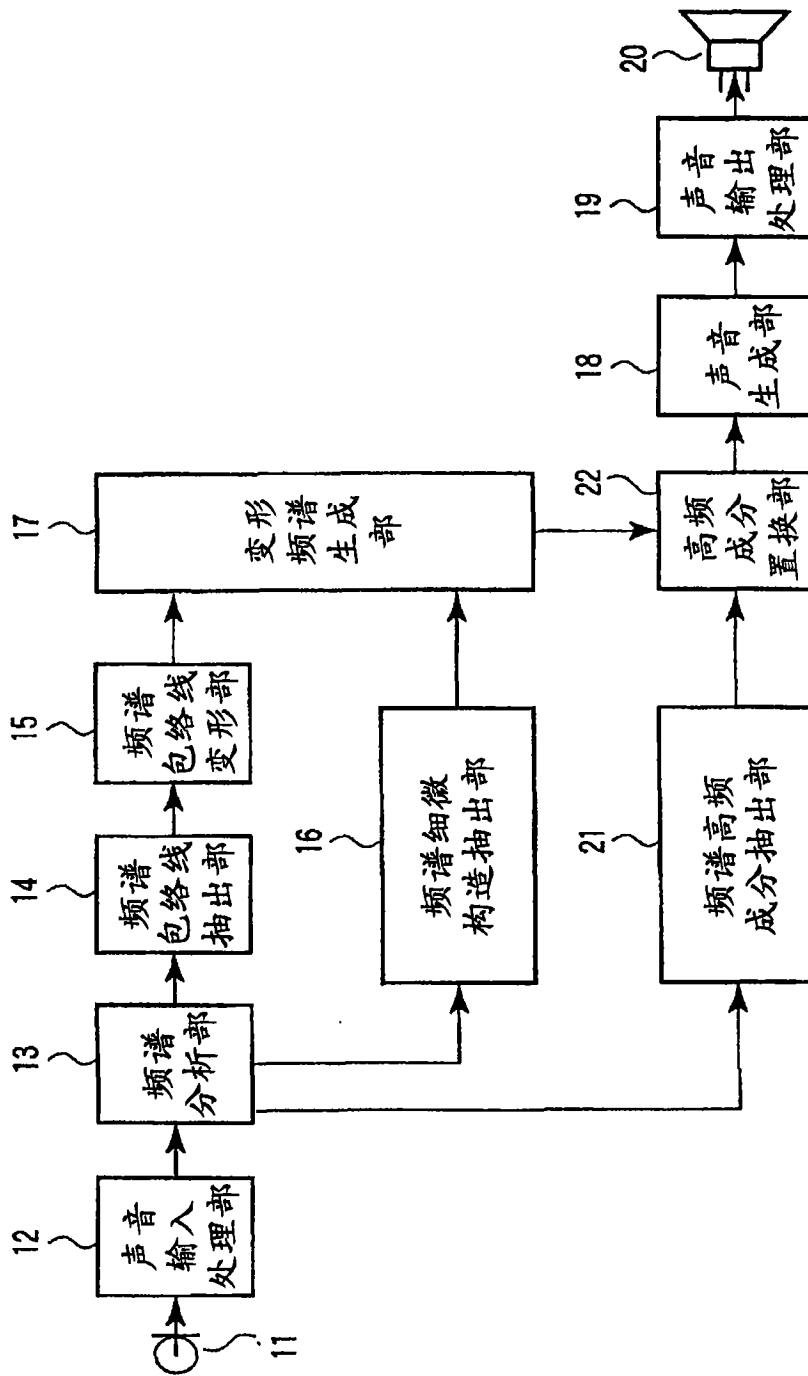 11
12
声音
输入
处理部
13
频谱
分析部
14
频谱
包络线
抽出部
15
频谱
包络线
变形部
16
频谱细微
构造抽出部
17
变形
频谱
生成
部
21
频谱高频
成分抽出部
22
高频
成分
置换部
18
声音
生成部
19
声音
输出
处理部
20